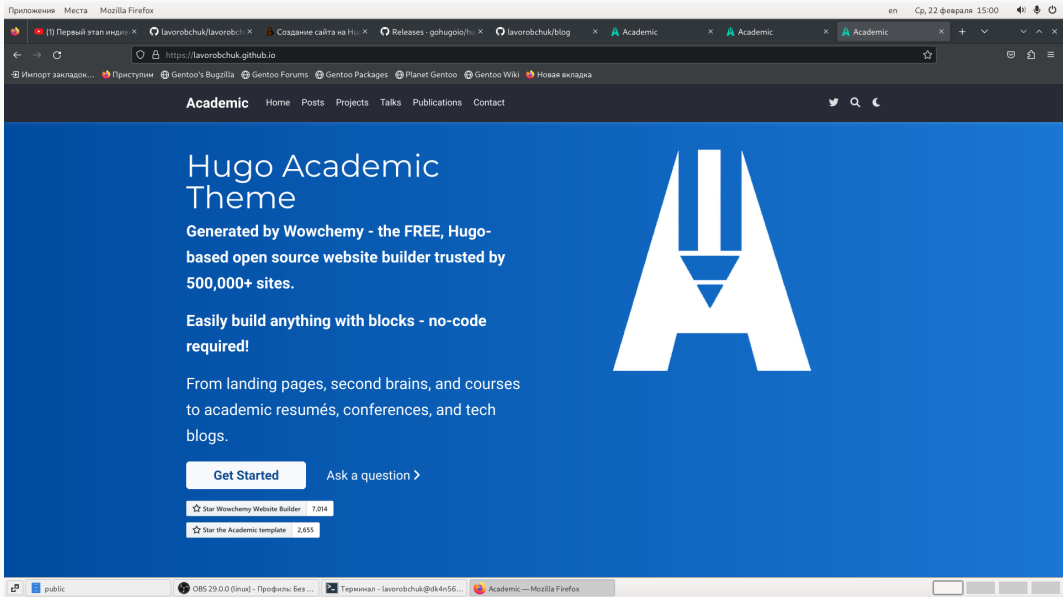 Приложения Места Mozilla Firefox en Ср, 22 февраля 15:00
(1) Первый этап индив lavorobchuk/lavorobch Создание сайта на Hu Releases - gohugoio/hu lavorobchuk/blog Academic Academic Academic
https://lavorobchuk.github.io
Импорт закладок... Приступим Gentoo's Bugzilla Gentoo Forums Gentoo Packages Planet Gentoo Gentoo Wiki Новая вкладка
Academic Home Posts Projects Talks Publications Contact
Hugo Academic
Theme
Generated by Wowchemy - the FREE, Hugo-
based open source website builder trusted by
500,000+ sites.
Easily build anything with blocks - no-code
required!
From landing pages, second brains, and courses
to academic resumés, conferences, and tech
blogs.
Get Started Ask a question
Star Wowchemy Website Builder 7,014
Star the Academic template 2,655
public OBS 29.0.0 (linux) - Профиль: Без ... Терминал - lavorobchuk@dk4n56... Academic — Mozilla Firefox